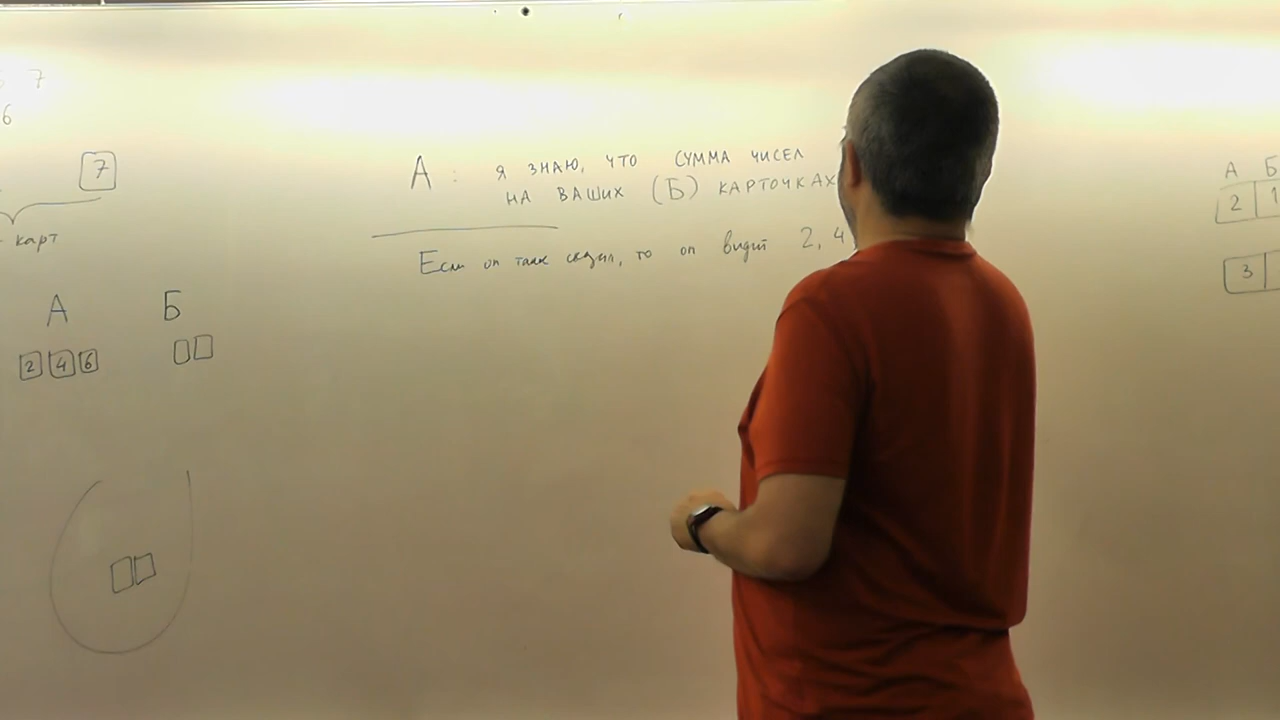 7
6
7
карт
А Б
2 4 6
А : Я ЗНАЮ, ЧТО СУММА ЧИСЕЛ
НА ВАШИХ (Б) КАРТОЧКАХ
Если он так сказал, то он видит 2, 4
А Б
2 1
3